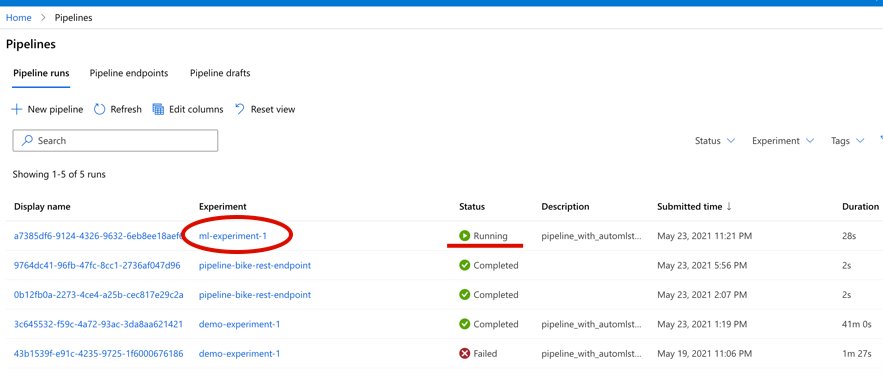 Home > Pipelines
Pipelines
Pipeline runs Pipeline endpoints Pipeline drafts
New pipeline Refresh Edit columns Reset view
Search Status Experiment Tags
Showing 1-5 of 5 runs
Display name Experiment Status Description Submitted time ↓ Duration
a7385df6-9124-4326-9632-6eb8ee18aef6 ml-experiment-1 Running pipeline_with_automlst... May 23, 2021 11:21 PM 28s
9764dc41-96fb-47fc-8cc1-2736af047d96 pipeline-bike-rest-endpoint Completed May 23, 2021 5:56 PM 2s
0b12fb0a-2273-4ce4-a25b-cec817e29c2a pipeline-bike-rest-endpoint Completed May 23, 2021 2:07 PM 2s
3c645532-f59c-4a72-93ac-3da8aa621421 demo-experiment-1 Completed pipeline_with_automlst... May 23, 2021 1:19 PM 41m 0s
43b1539f-e91c-4235-9725-1f6000676186 demo-experiment-1 Failed pipeline_with_automlst... May 19, 2021 11:06 PM 1m 27s